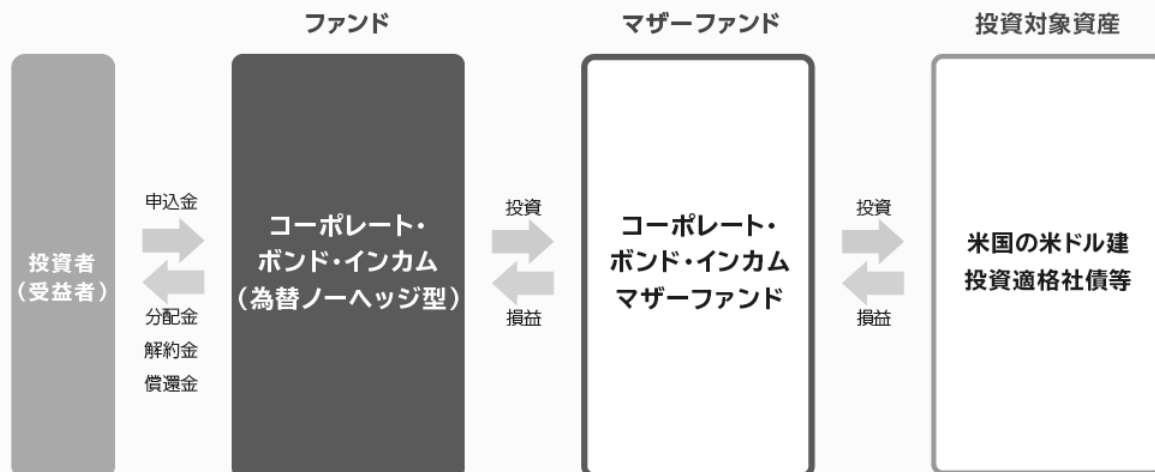 ファンド
マザーファンド
投資対象資産
投資者
（受益者）
申込金
分配金
解約金
償還金
コーポレート・
ボンド・インカム
（為替ノーヘッジ型）
投資
損益
コーポレート・
ボンド・インカム
マザーファンド
投資
損益
米国の米ドル建
投資適格社債等